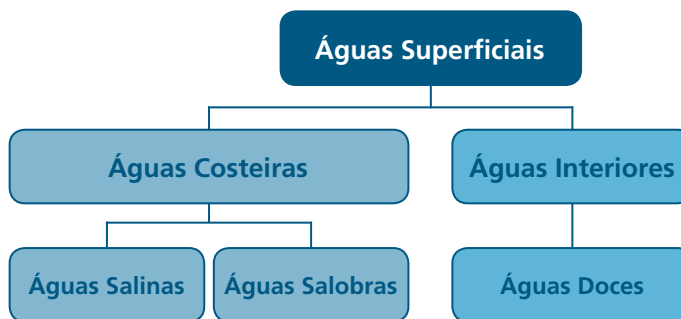 Águas Superficiais
Águas Costeiras
Águas Interiores
Águas Salinas
Águas Salobras
Águas Doces